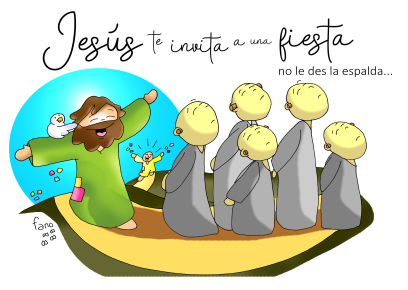 Jesús te invita a una fiesta
no le des la espalda...
fano